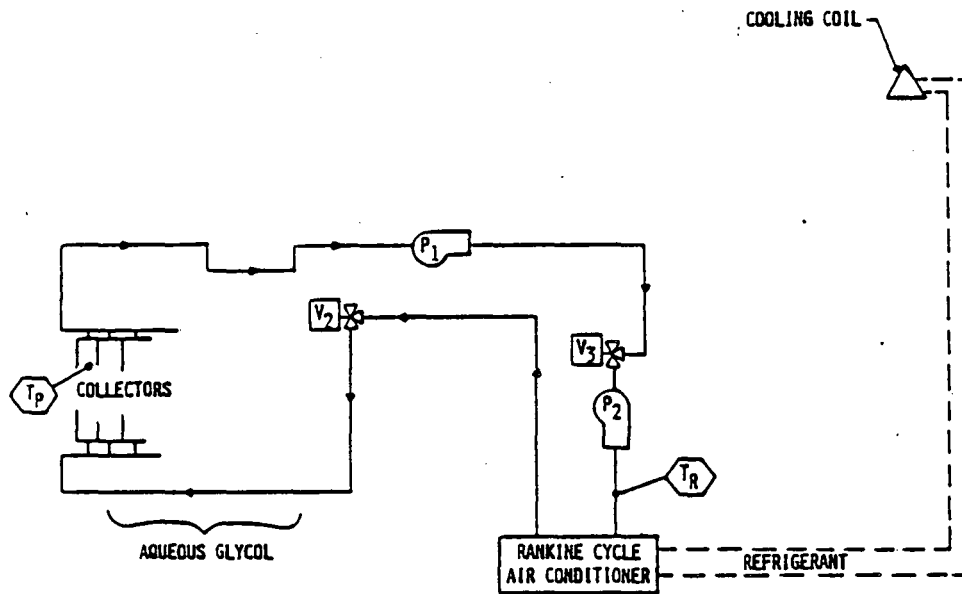 COOLING COIL
P1
V2
V3
TP
COLLECTORS
P2
TR
AQUEOUS GLYCOL
RANKINE CYCLE
AIR CONDITIONER
REFRIGERANT